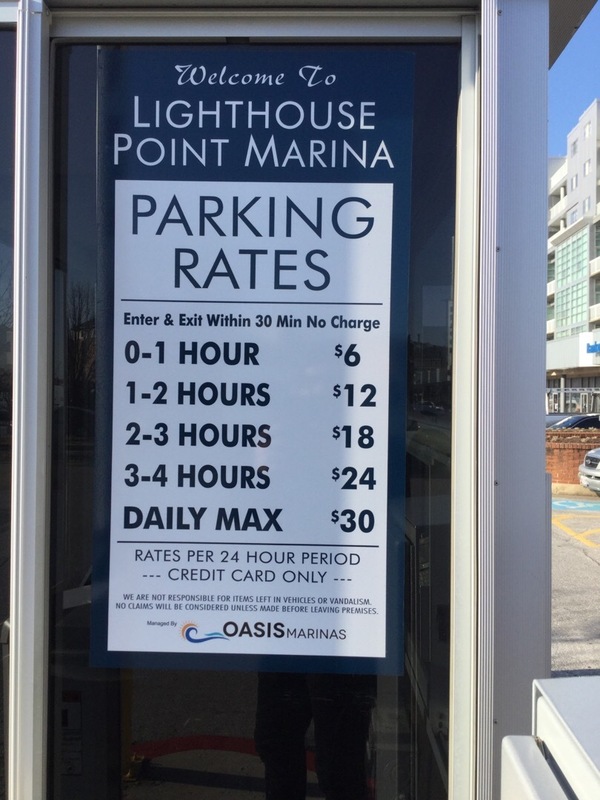 Welcome To
LIGHTHOUSE
POINT MARINA
PARKING
RATES
Enter & Exit Within 30 Min No Charge
0-1 HOUR $6
1-2 HOURS $12
2-3 HOURS $18
3-4 HOURS $24
DAILY MAX $30
RATES PER 24 HOUR PERIOD
--- CREDIT CARD ONLY ---
WE ARE NOT RESPONSIBLE FOR ITEMS LEFT IN VEHICLES OR VANDALISM.
NO CLAIMS WILL BE CONSIDERED UNLESS MADE BEFORE LEAVING PREMISES.
Managed By OASIS MARINAS